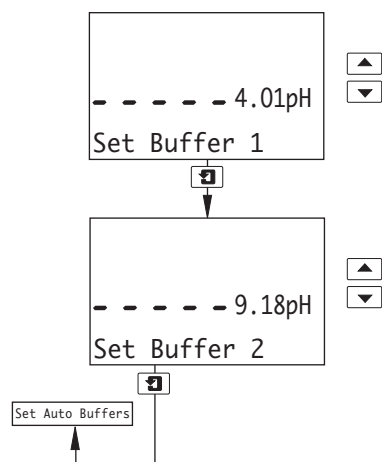 - - - - - 4.01pH
Set Buffer 1
- - - - - 9.18pH
Set Buffer 2
Set Auto Buffers